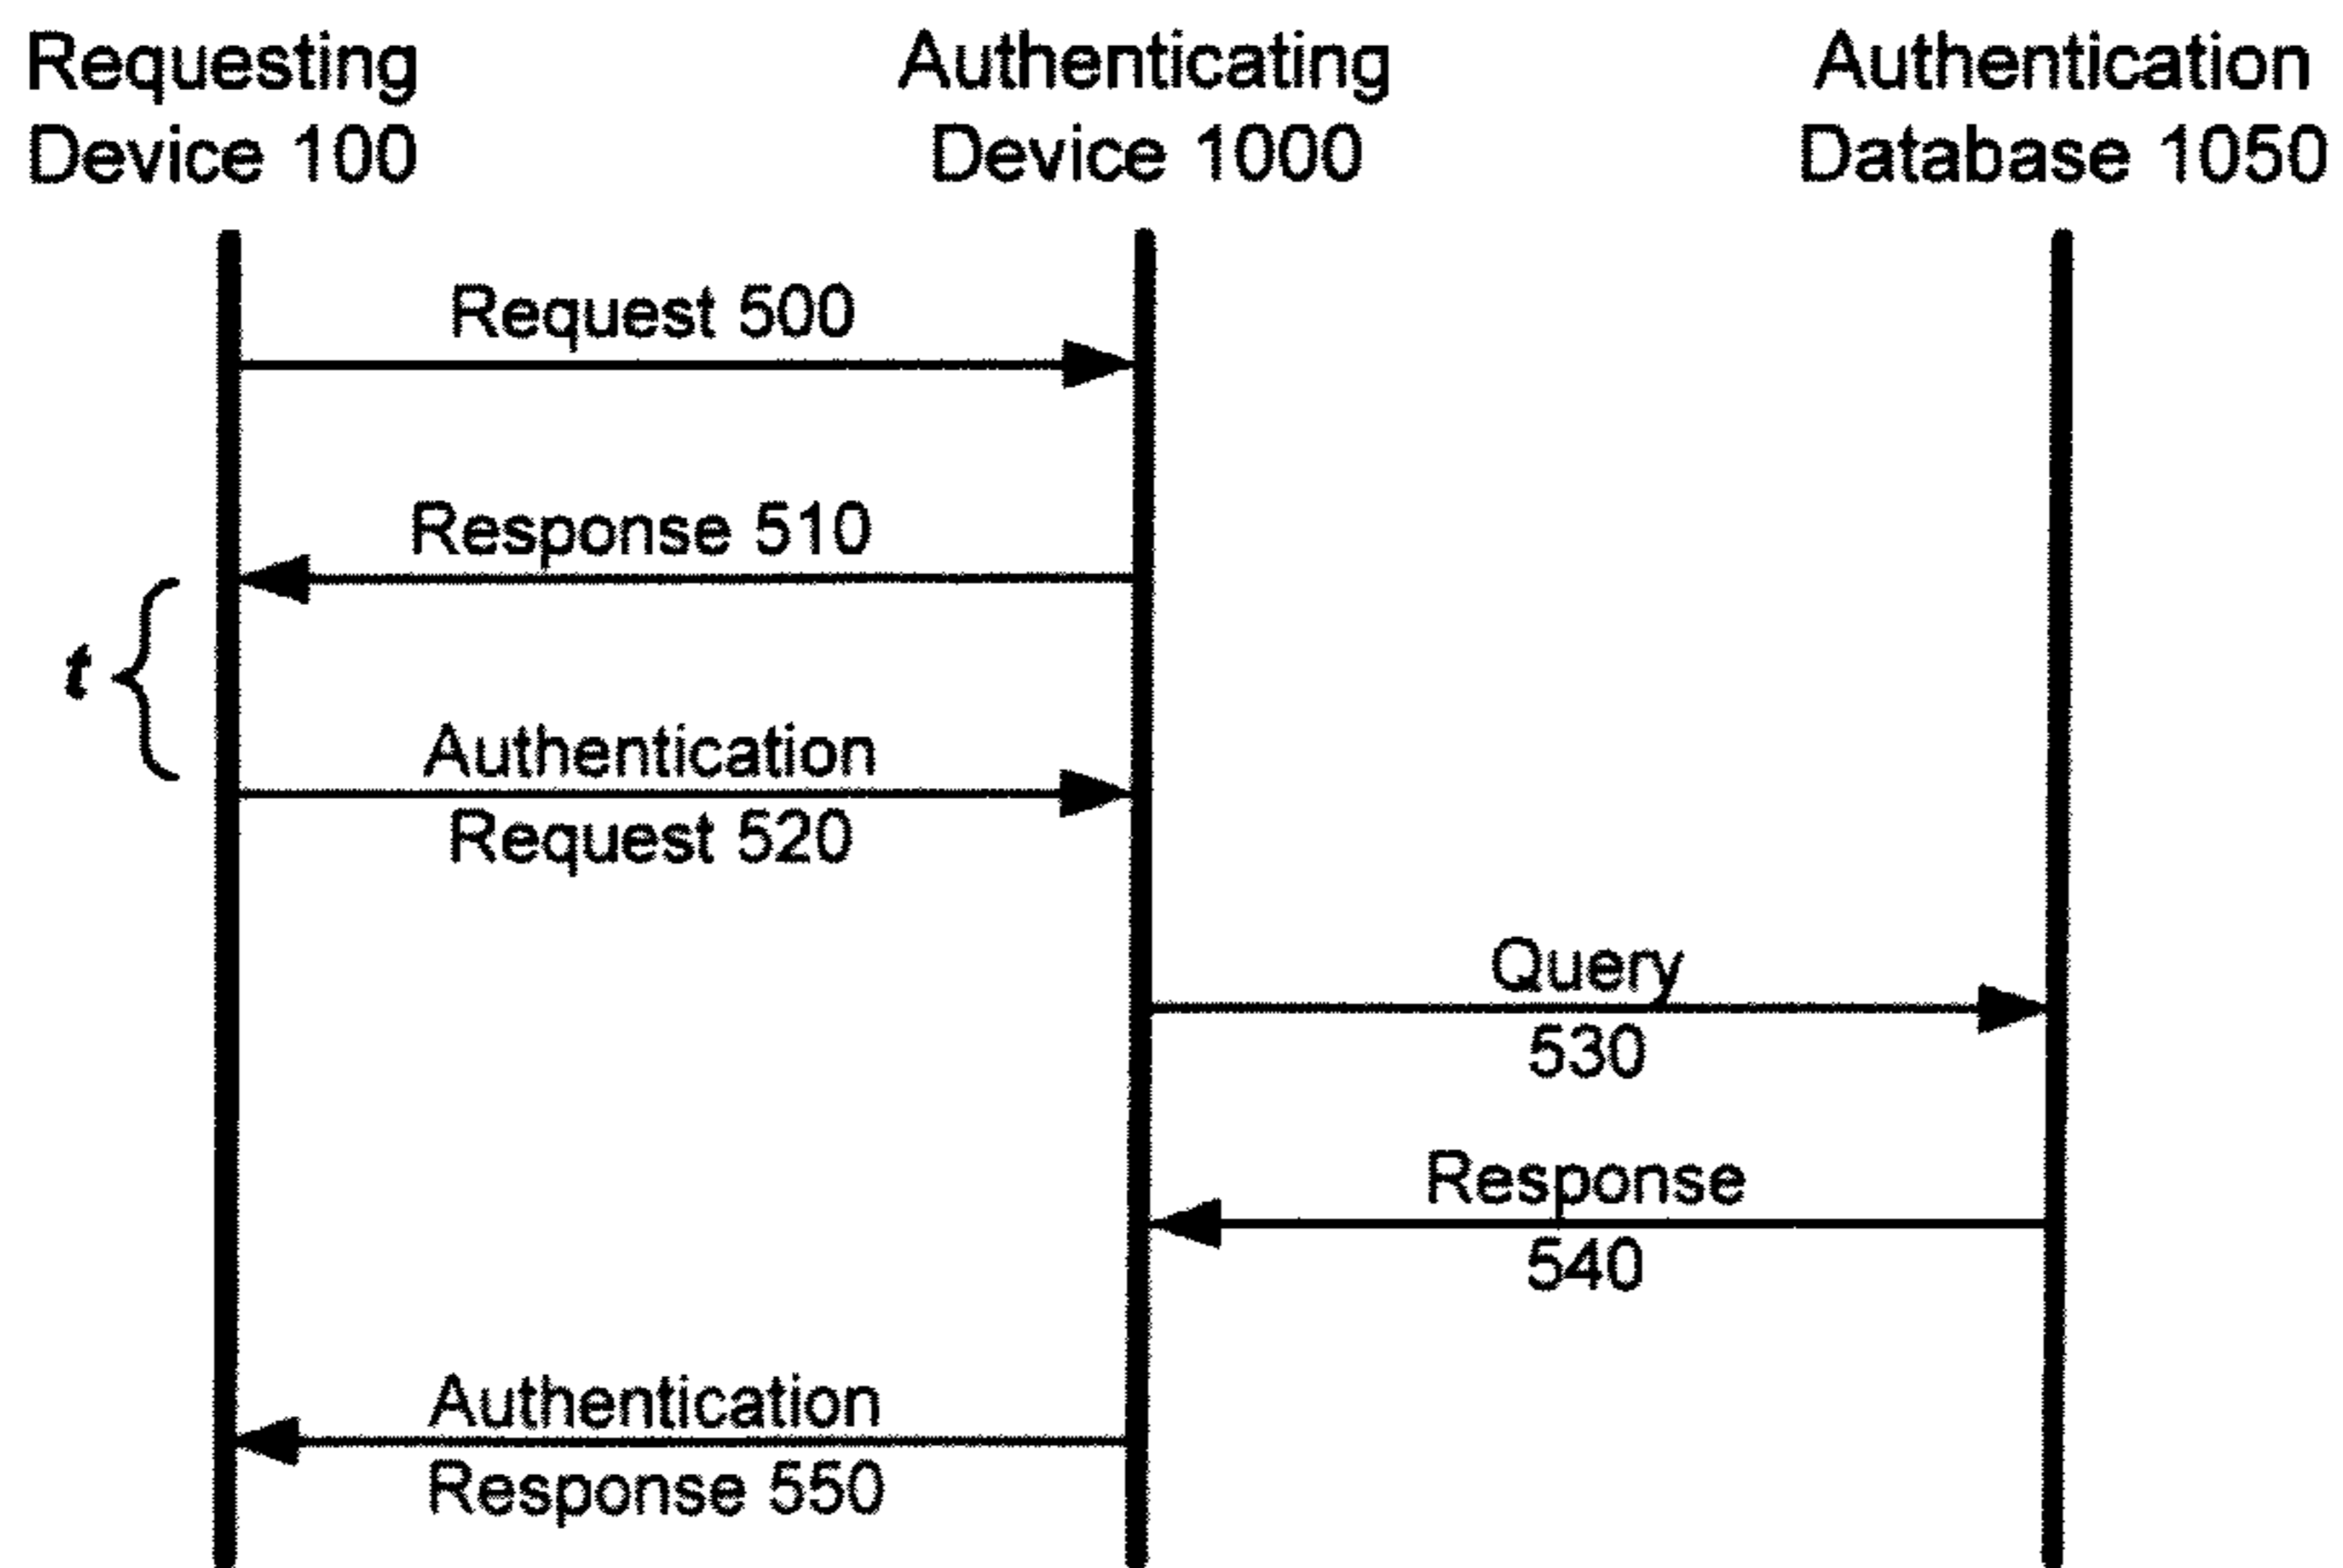 Requesting
Device 100
Authenticating
Device 1000
Authentication
Database 1050
Request 500
Response 510
t
Authentication
Request 520
Query
530
Response
540
Authentication
Response 550